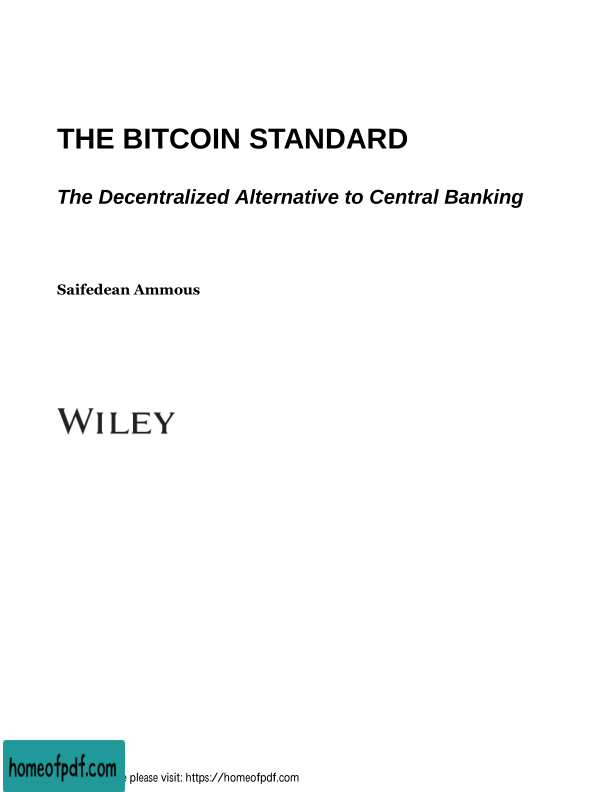 THE BITCOIN STANDARD
The Decentralized Alternative to Central Banking
Saifedean Ammous
WILEY
homeofpdf.com
please visit: https://homeofpdf.com